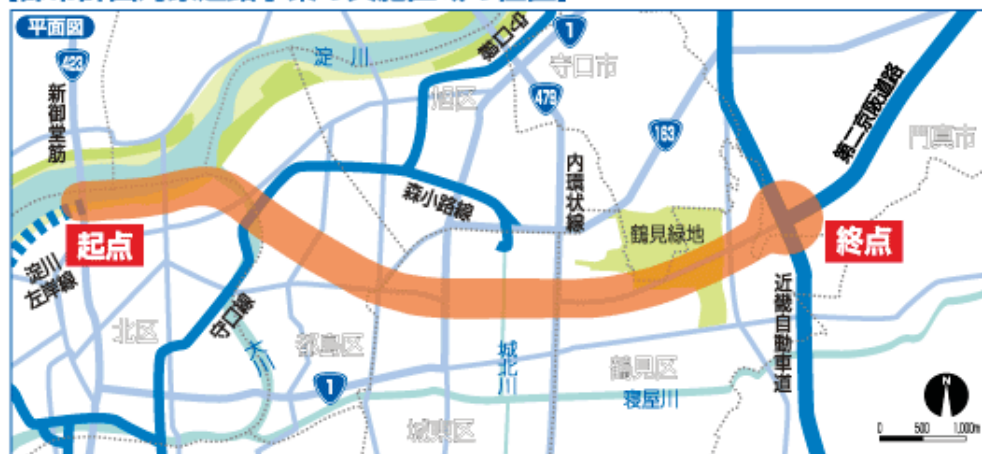 平面図
423
新御堂筋
淀川
守口線
1
守口市
旭区
479
163
第二京阪道路
門真市
内環状線
森小路線
鶴見緑地
起点
終点
淀川
左岸線
北区
守口線
大川
都島区
1
城北川
鶴見区
寝屋川
城東区
近畿自動車道
N
0 500 1,000m